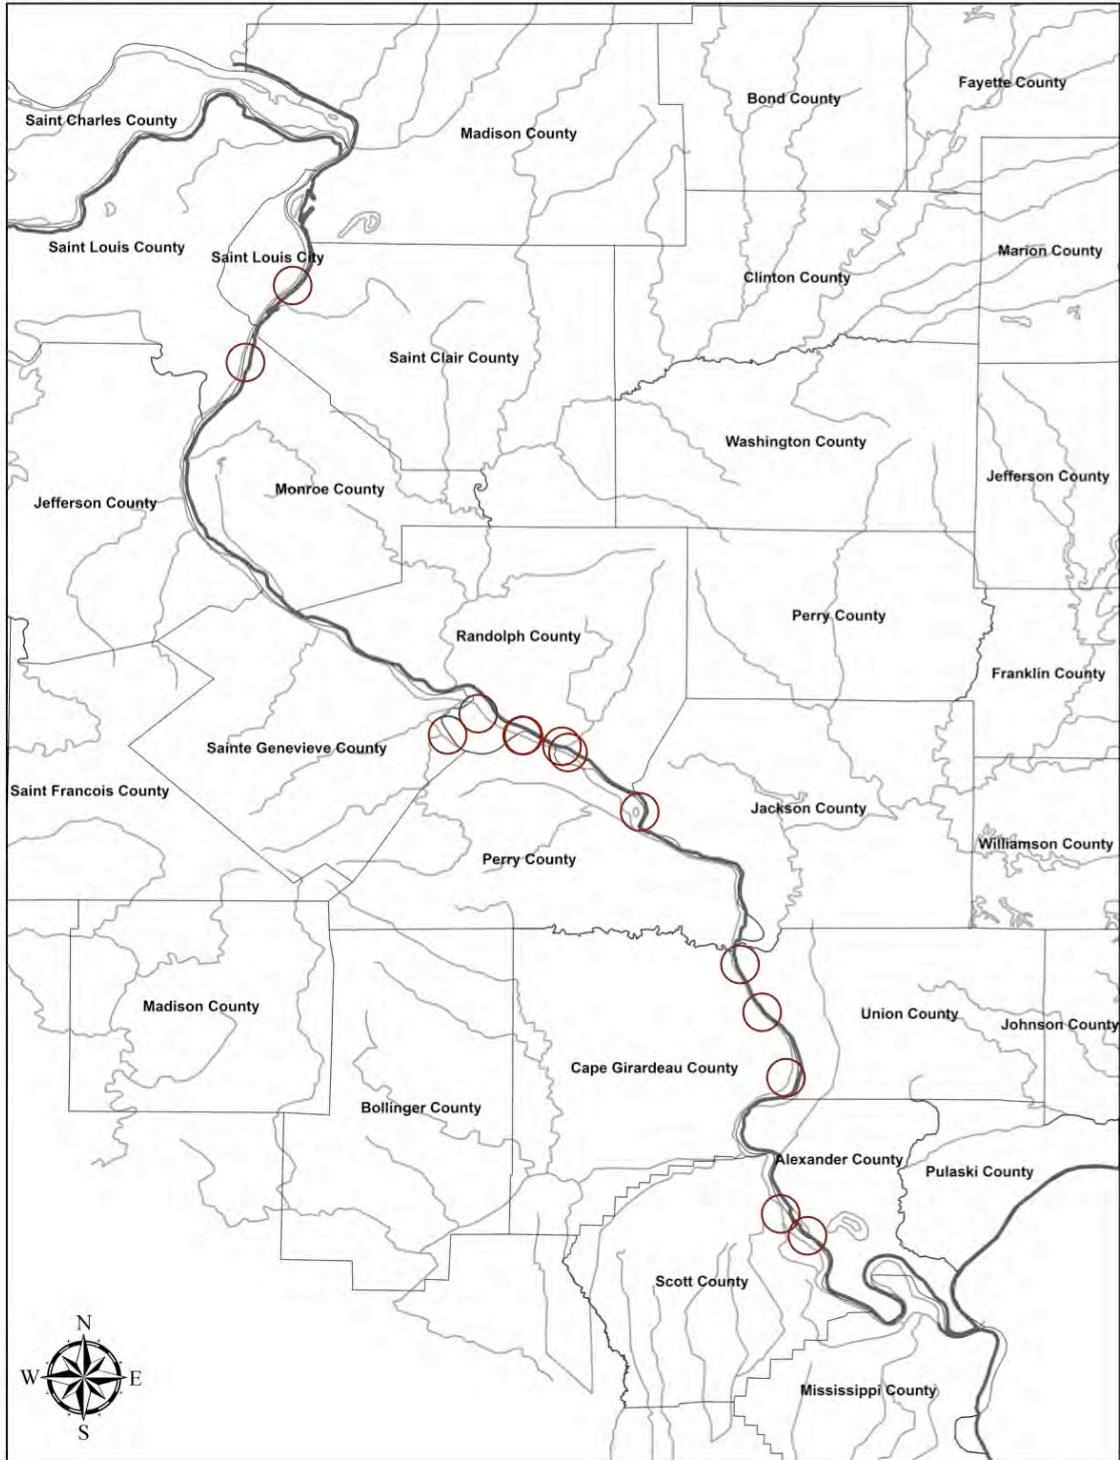 Fayette County
Bond County
Saint Charles County
Madison County
Saint Louis County
Marion County
Saint Louis City
Clinton County
Saint Clair County
Washington County
Jefferson County
Monroe County
Jefferson County
Perry County
Randolph County
Franklin County
Sainte Genevieve County
Saint Francois County
Jackson County
Williamson County
Perry County
Madison County
Union County
Johnson County
Cape Girardeau County
Bollinger County
Alexander County
Pulaski County
Scott County
N
W E
S
Mississippi County